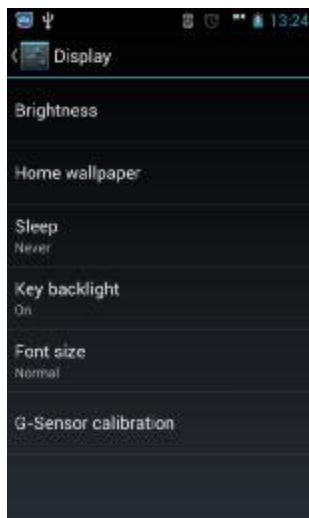 13:24
Display
Brightness
Home wallpaper
Sleep
Never
Key backlight
On
Font size
Normal
G-Sensor calibration